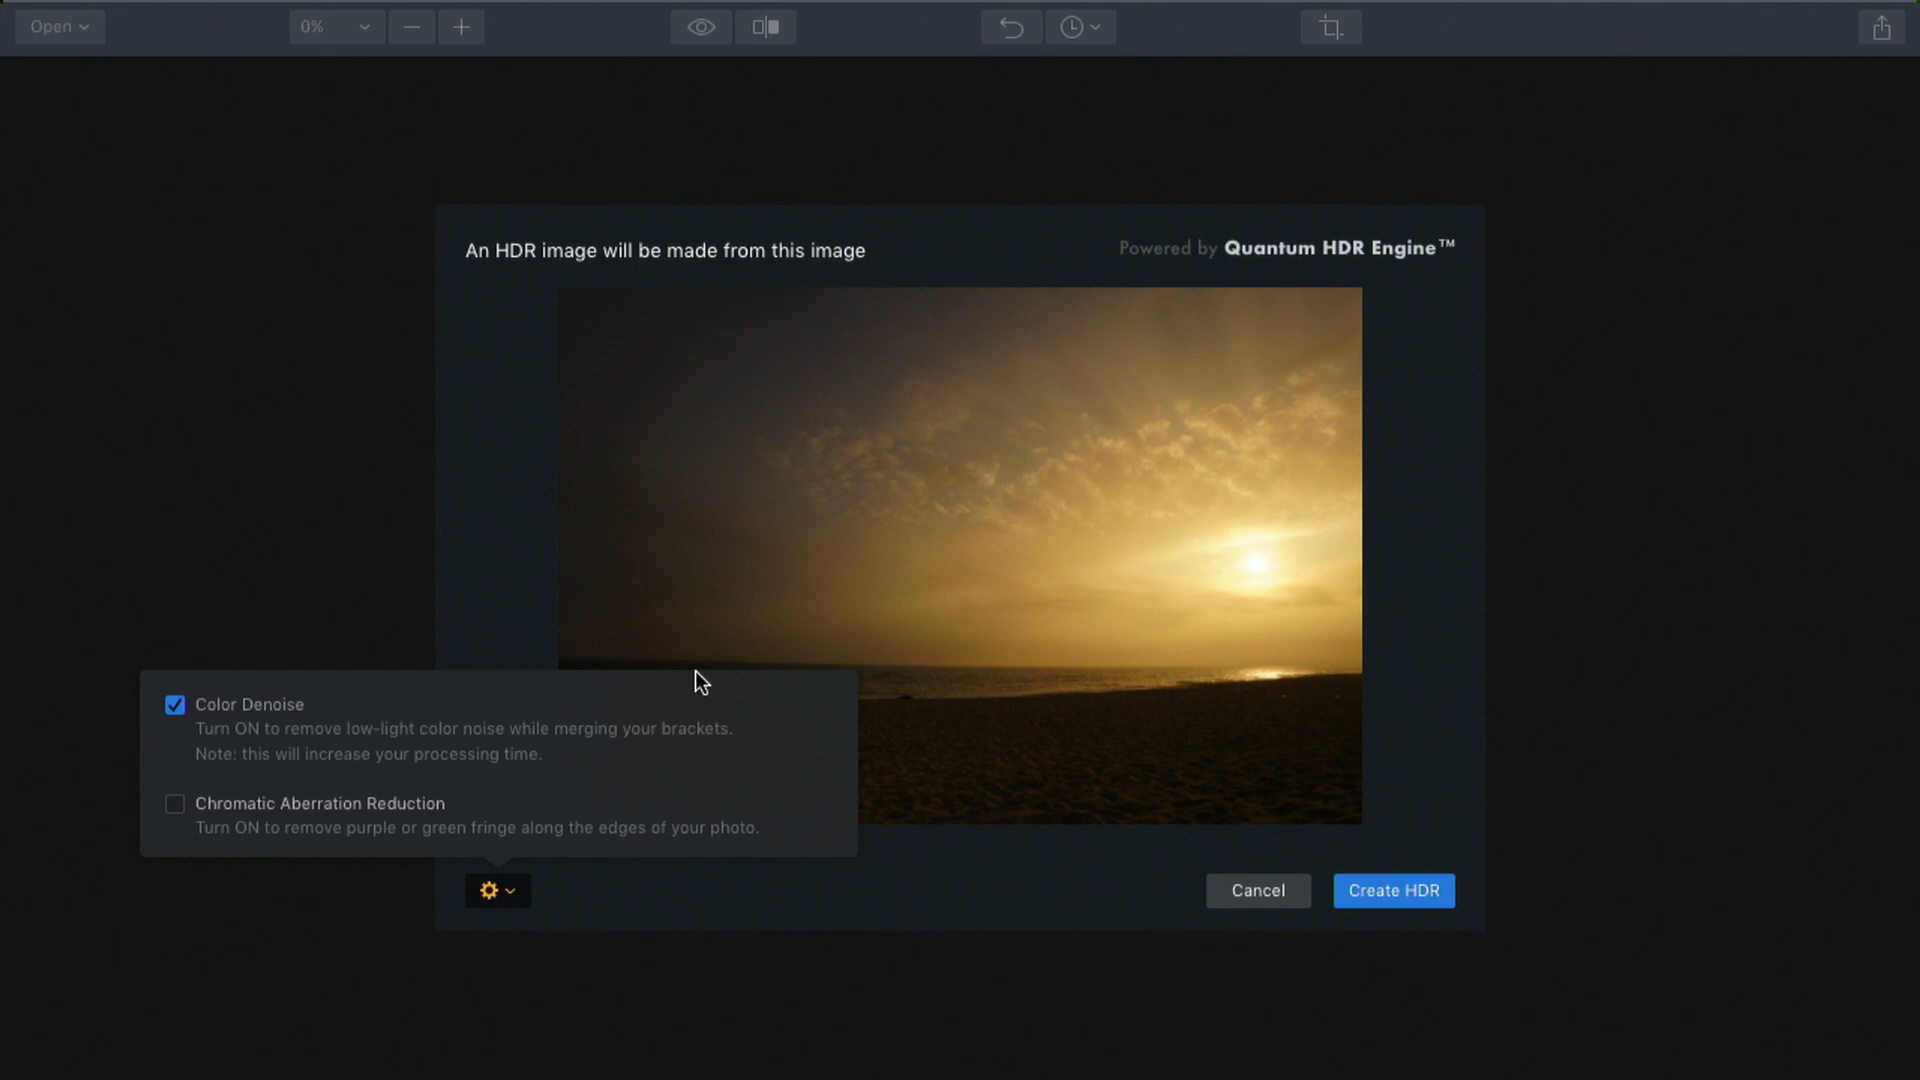 Open
0%
An HDR image will be made from this image
Powered by Quantum HDR Engine™
Color Denoise
Turn ON to remove low-light color noise while merging your brackets.
Note: this will increase your processing time.
Chromatic Aberration Reduction
Turn ON to remove purple or green fringe along the edges of your photo.
Cancel
Create HDR